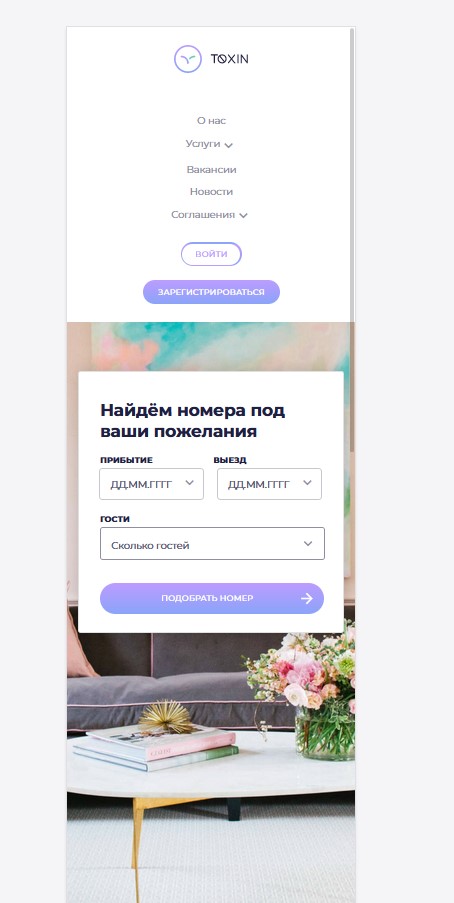 TOXIN
О нас
Услуги
Вакансии
Новости
Соглашения
ВОЙТИ
ЗАРЕГИСТРИРОВАТЬСЯ
Найдём номера под
ваши пожелания
ПРИБЫТИЕ ВЫЕЗД
ДД.ММ.ГГГГ ДД.ММ.ГГГГ
ГОСТИ
Сколько гостей
ПОДОБРАТЬ НОМЕР